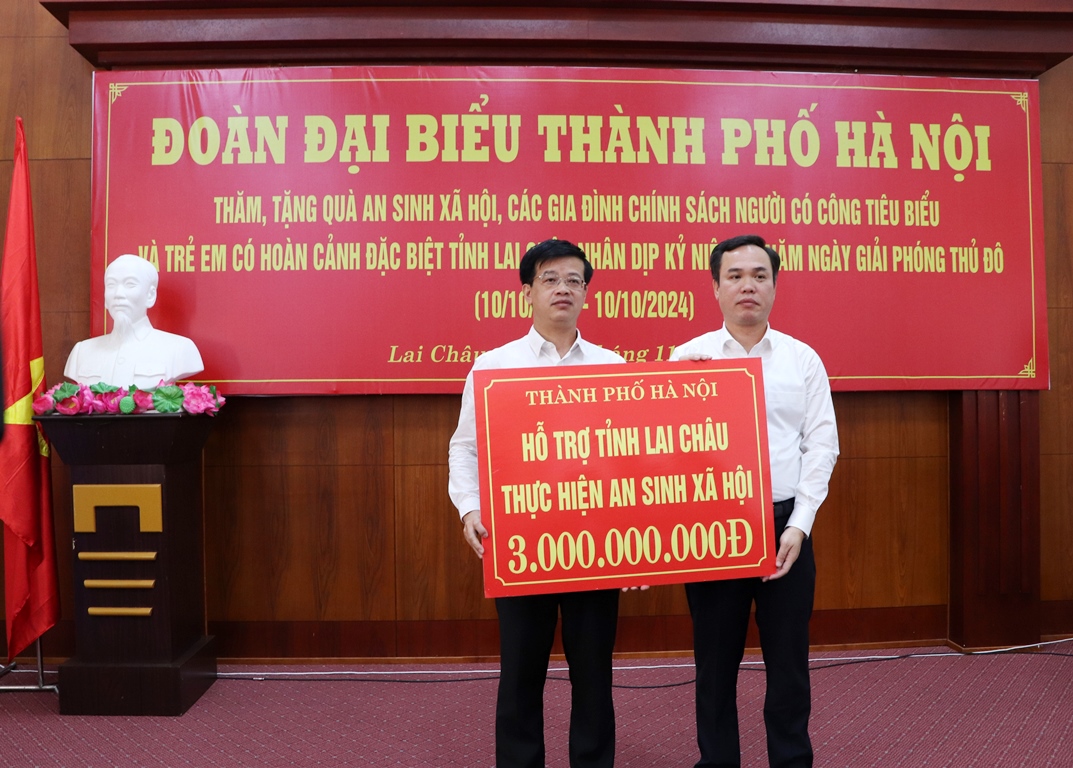 ĐOÀN ĐẠI BIỂU THÀNH PHỐ HÀ NỘI
THĂM, TẶNG QUÀ AN SINH XÃ HỘI, CÁC GIA ĐÌNH CHÍNH SÁCH NGƯỜI CÓ CÔNG TIÊU BIỂU
VÀ TRẺ EM CÓ HOÀN CẢNH ĐẶC BIỆT TỈNH LAI NHÂN DỊP KỶ NGÀY GIẢI PHÓNG THỦ ĐÔ
(10/10/ - 10/10/2024)
Lai Châu, tháng 11
THÀNH PHỐ HÀ NỘI
HỖ TRỢ TỈNH LAI CHÂU
THỰC HIỆN AN SINH XÃ HỘI
3.000.000.000Đ